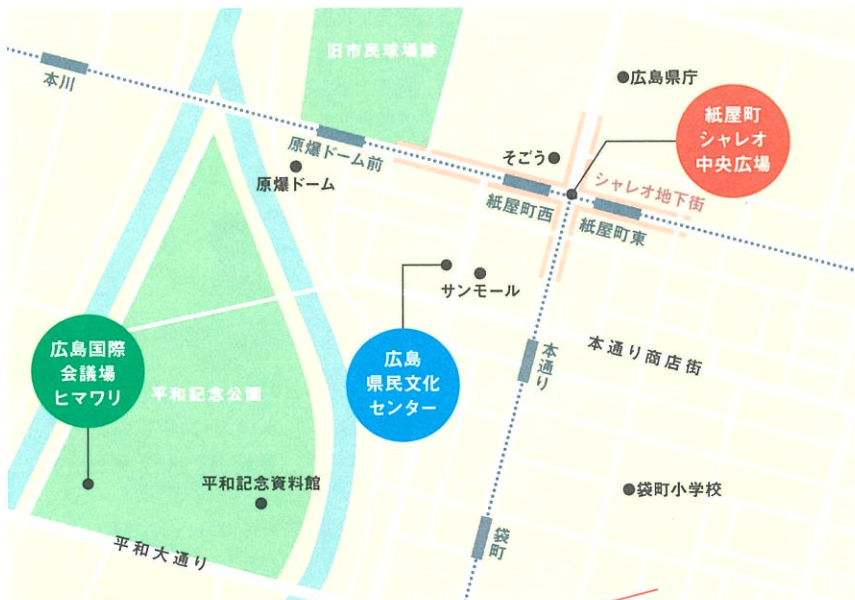 旧市民球場跡
本川
広島県庁
紙屋町
シャレオ
中央広場
原爆ドーム前
そごう
原爆ドーム
シャレオ地下街
紙屋町西
紙屋町東
サンモール
広島国際
会議場
ヒマワリ
広島
県民文化
センター
本通り
本通り商店街
平和記念公園
平和記念資料館
袋町小学校
平和大通り
袋町